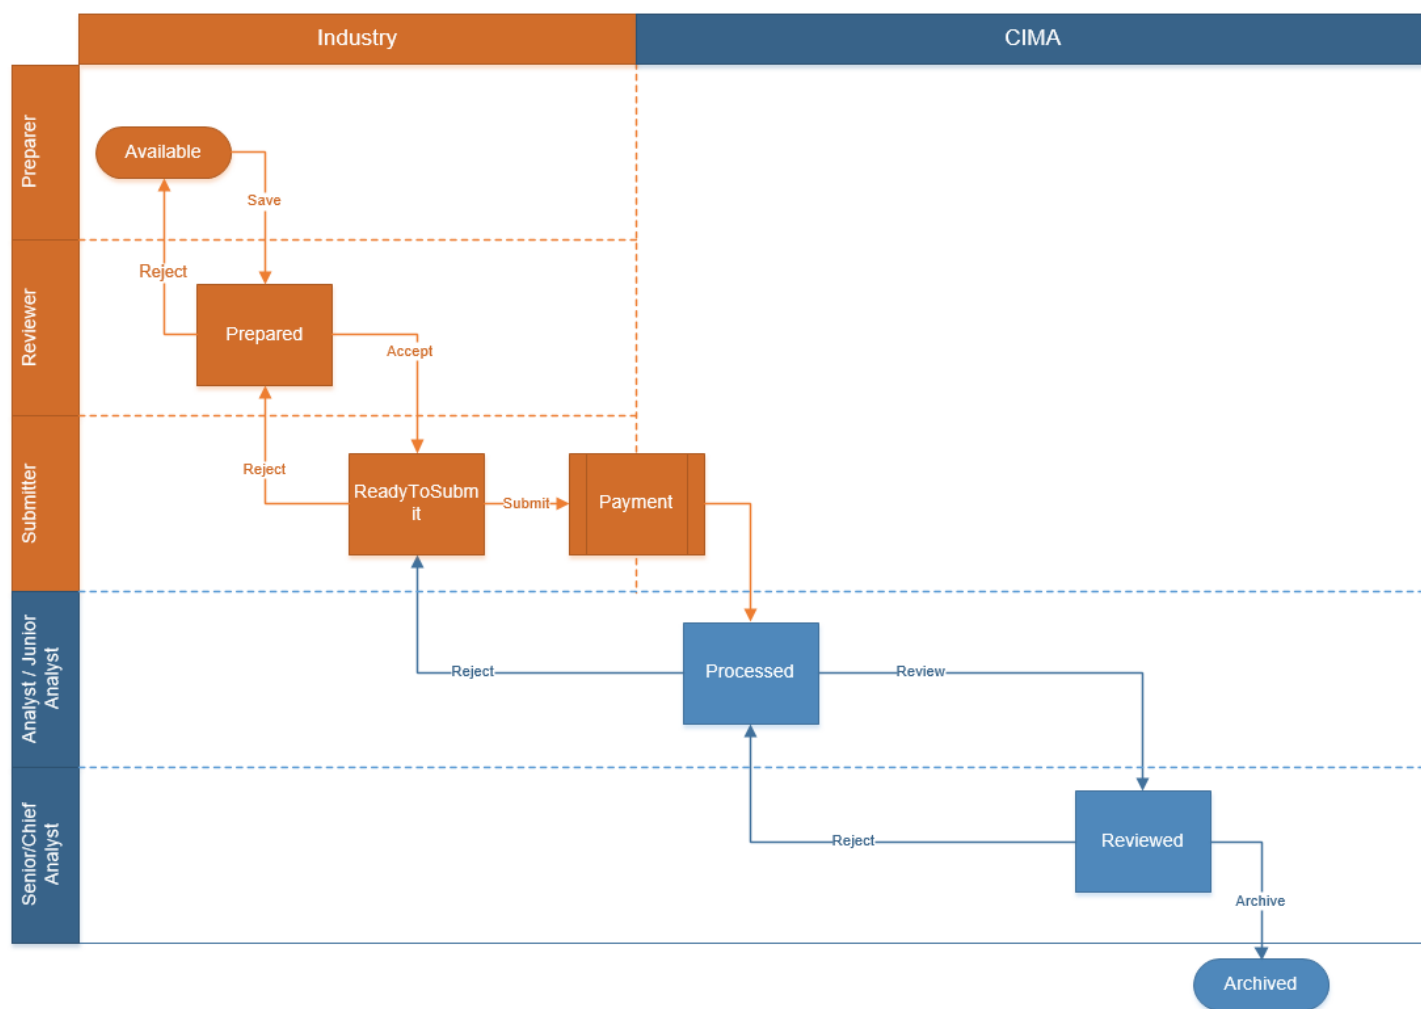 Industry
CIMA
Preparer
Available
Save
Reject
Reviewer
Prepared
Accept
Submitter
Reject
ReadyToSubm
it
Submit
Payment
Analyst / Junior
Analyst
Reject
Processed
Review
Senior/Chief
Analyst
Reject
Reviewed
Archive
Archived